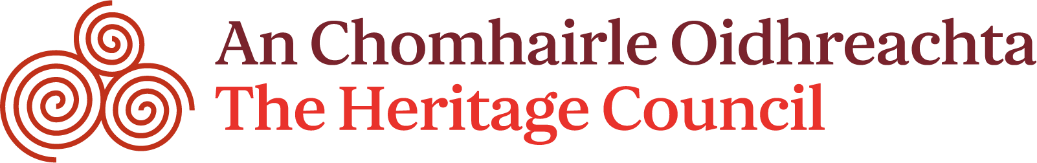 An Chomhairle Oidhreachta
The Heritage Council